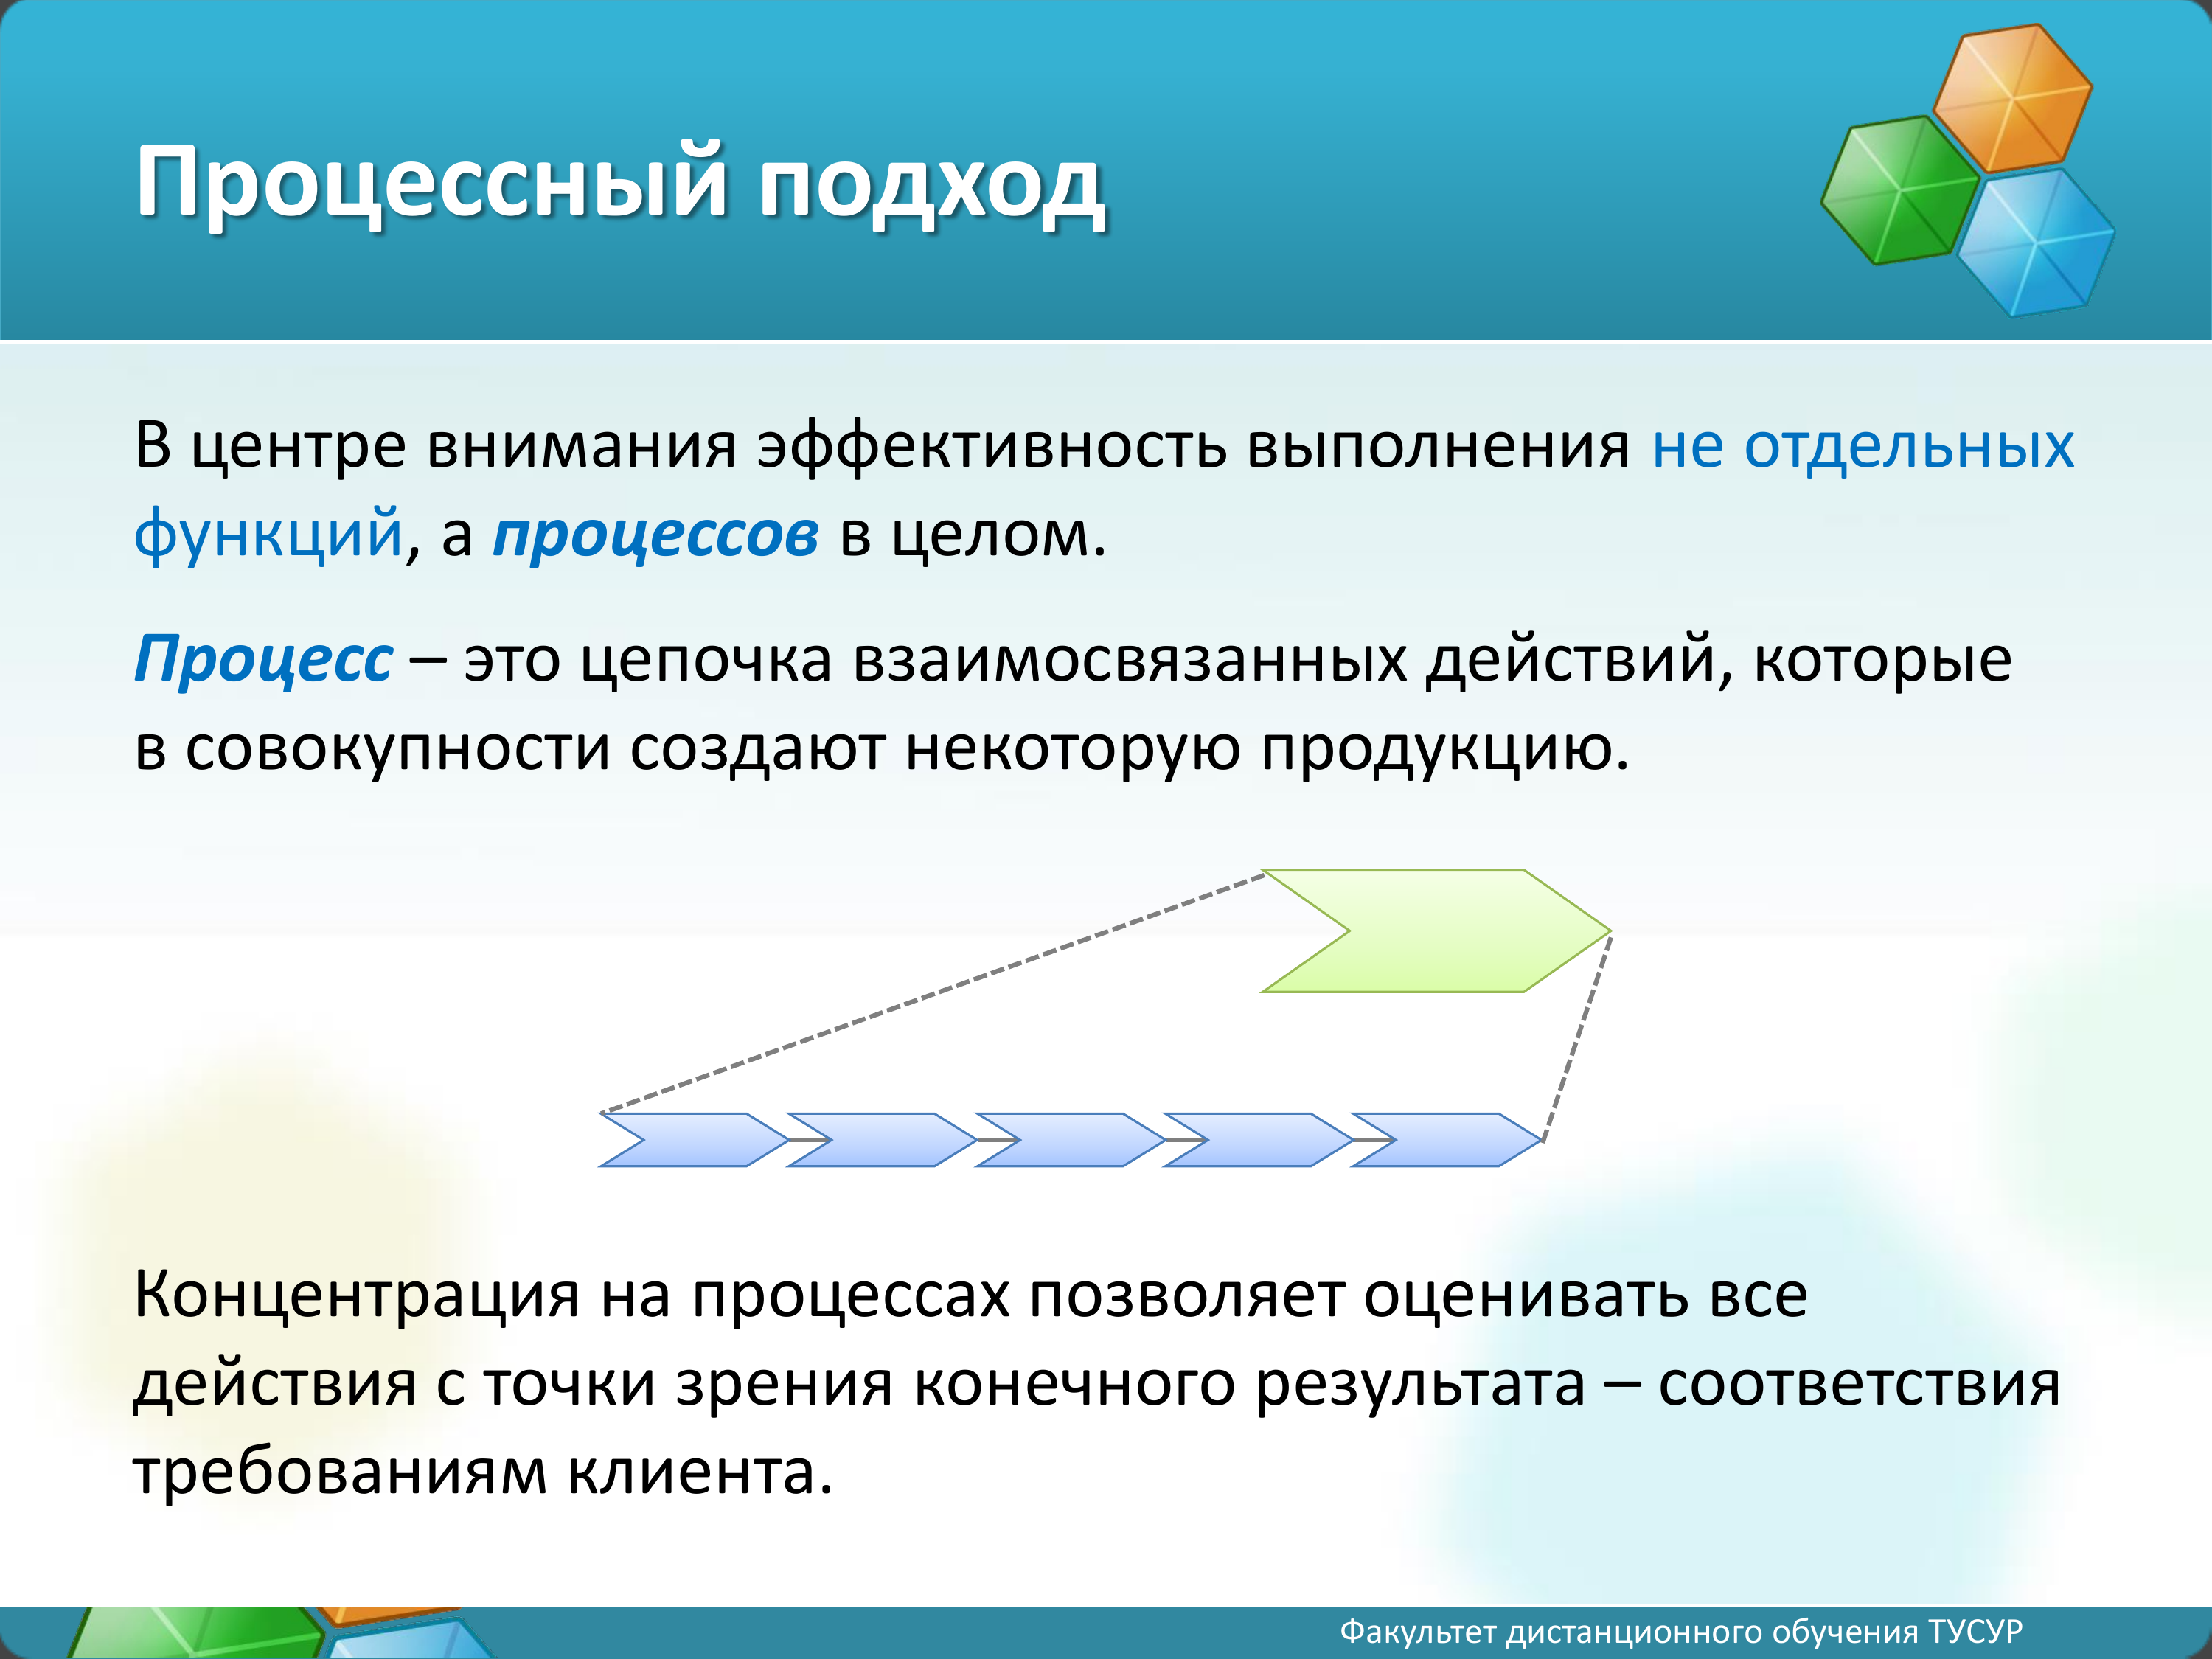 Процессный подход
В центре внимания эффективность выполнения не отдельных
функций, а процессов в целом.
Процесс – это цепочка взаимосвязанных действий, которые
в совокупности создают некоторую продукцию.
Концентрация на процессах позволяет оценивать все
действия с точки зрения конечного результата – соответствия
требованиям клиента.
Факультет дистанционного обучения ТУСУР